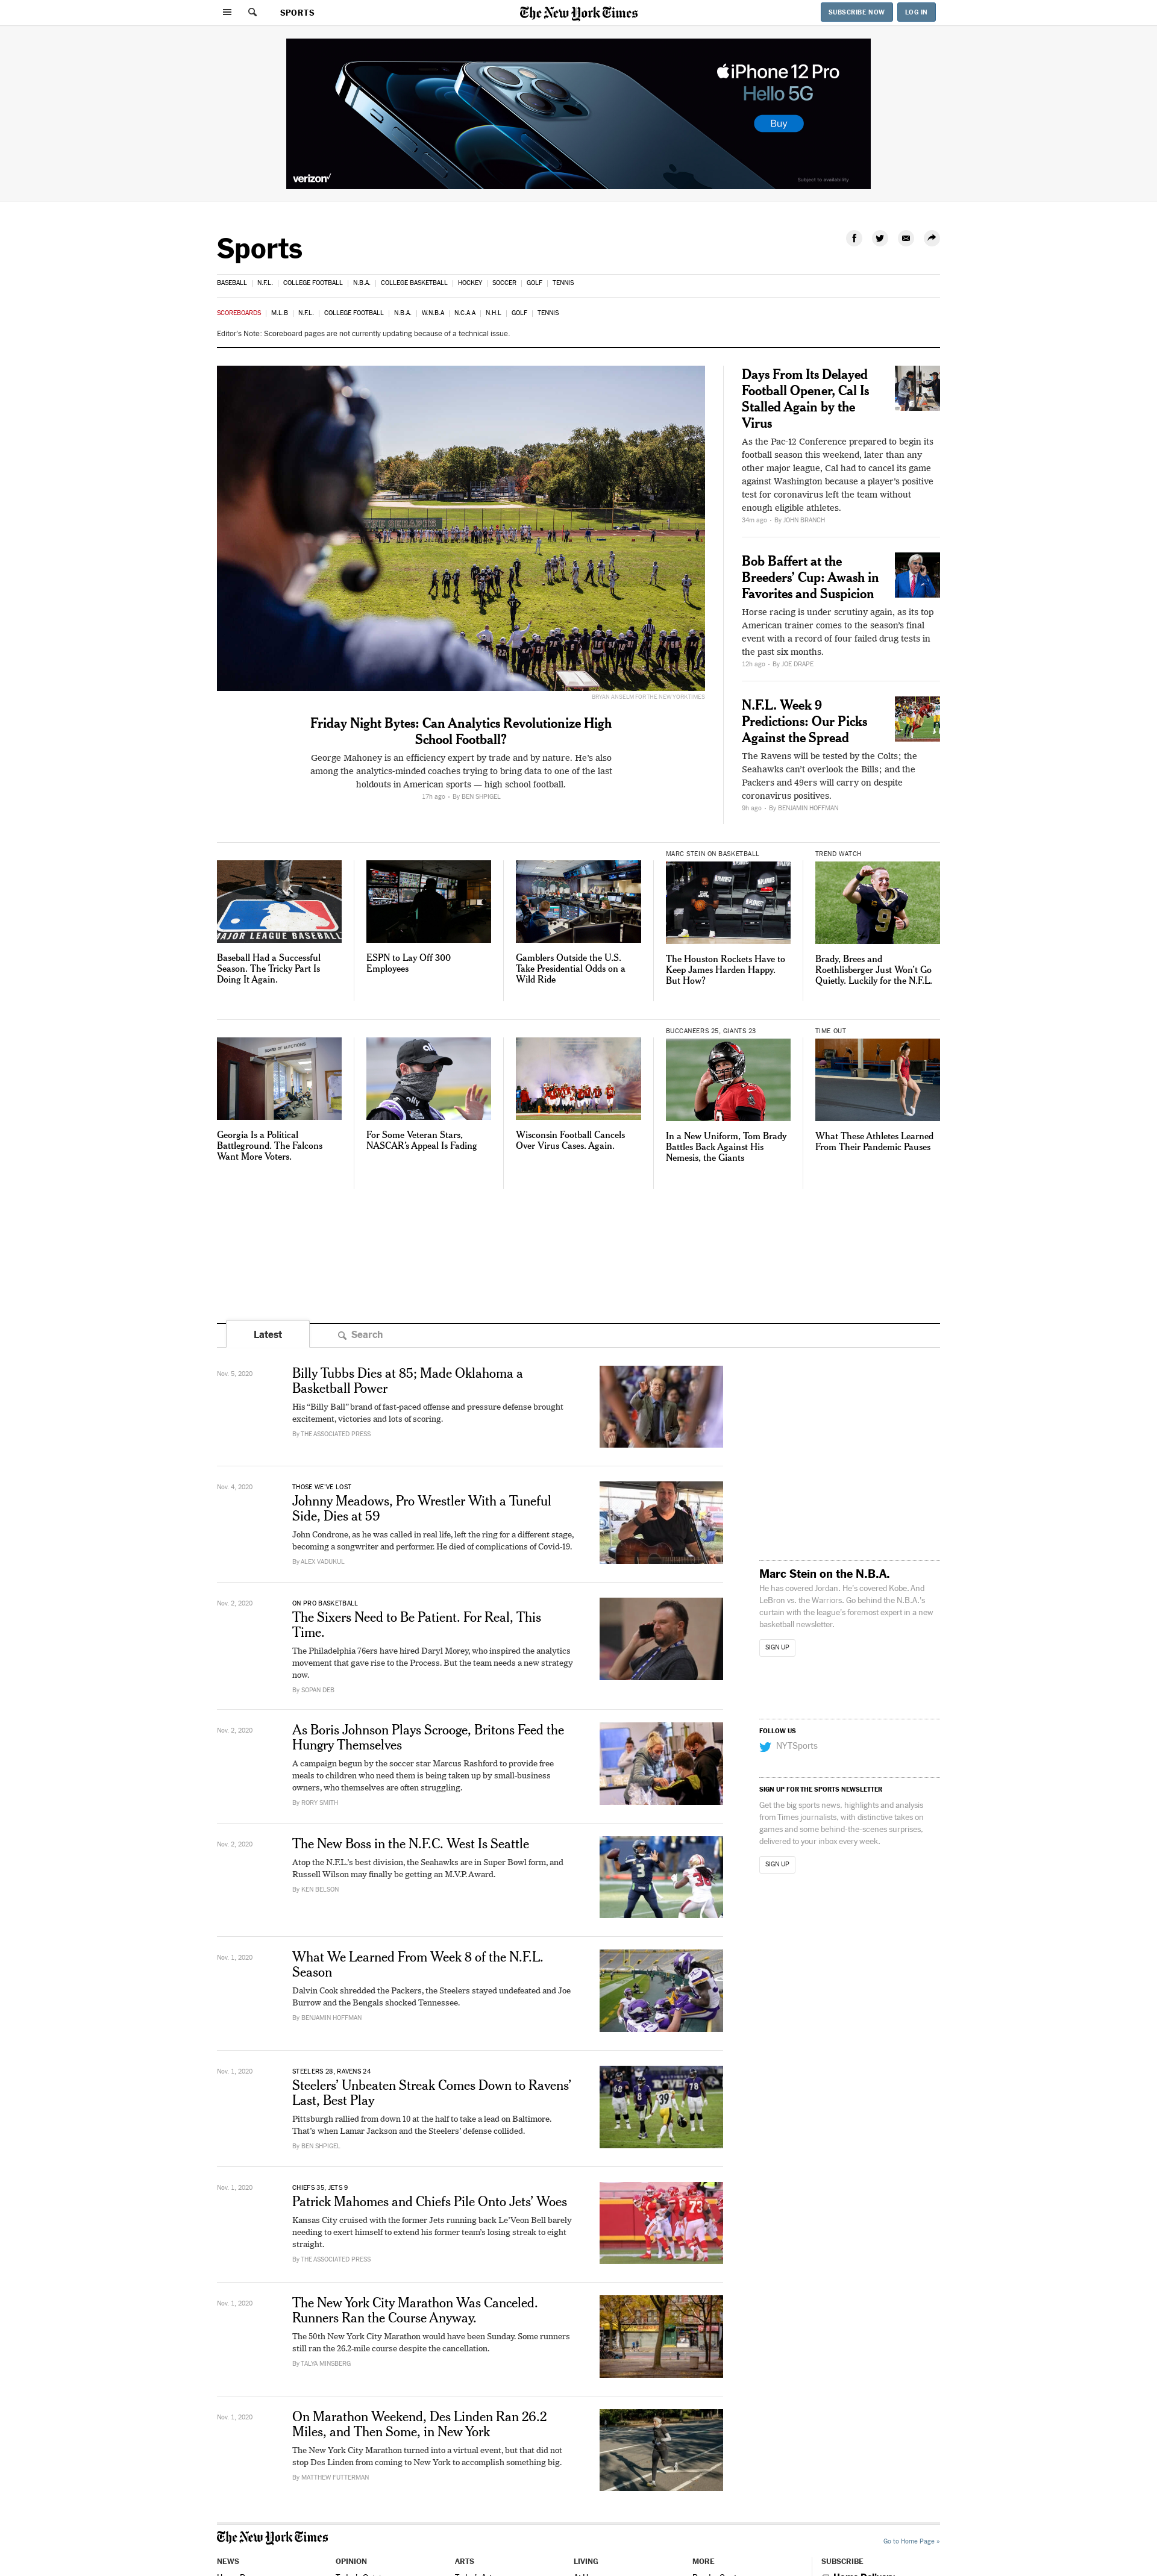 SPORTS
The New York Times
SUBSCRIBE NOW
LOG IN
iPhone 12 Pro
Hello 5G
Buy
verizon
Subject to availability
Sports
BASEBALL | N.F.L. | COLLEGE FOOTBALL | N.B.A. | COLLEGE BASKETBALL | HOCKEY | SOCCER | GOLF | TENNIS
SCOREBOARDS | M.L.B | N.F.L. | COLLEGE FOOTBALL | N.B.A. | W.N.B.A | N.C.A.A | N.H.L | GOLF | TENNIS
Editor's Note: Scoreboard pages are not currently updating because of a technical issue.
BRYAN ANSELM FOR THE NEW YORK TIMES
Friday Night Bytes: Can Analytics Revolutionize High
School Football?
George Mahoney is an efficiency expert by trade and by nature. He's also
among the analytics-minded coaches trying to bring data to one of the last
holdouts in American sports — high school football.
17h ago - By BEN SHPIGEL
Days From Its Delayed
Football Opener, Cal Is
Stalled Again by the
Virus
As the Pac-12 Conference prepared to begin its
football season this weekend, later than any
other major league, Cal had to cancel its game
against Washington because a player's positive
test for coronavirus left the team without
enough eligible athletes.
34m ago - By JOHN BRANCH
Bob Baffert at the
Breeders' Cup: Awash in
Favorites and Suspicion
Horse racing is under scrutiny again, as its top
American trainer comes to the season's final
event with a record of four failed drug tests in
the past six months.
12h ago - By JOE DRAPE
N.F.L. Week 9
Predictions: Our Picks
Against the Spread
The Ravens will be tested by the Colts; the
Seahawks can't overlook the Bills; and the
Packers and 49ers will carry on despite
coronavirus positives.
9h ago - By BENJAMIN HOFFMAN
MAJOR LEAGUE BASEBALL
Baseball Had a Successful
Season. The Tricky Part Is
Doing It Again.
ESPN to Lay Off 300
Employees
Gamblers Outside the U.S.
Take Presidential Odds on a
Wild Ride
MARC STEIN ON BASKETBALL
The Houston Rockets Have to
Keep James Harden Happy.
But How?
TREND WATCH
9
Brady, Brees and
Roethlisberger Just Won't Go
Quietly. Luckily for the N.F.L.
BOARD OF ELECTIONS
Georgia Is a Political
Battleground. The Falcons
Want More Voters.
For Some Veteran Stars,
NASCAR's Appeal Is Fading
Wisconsin Football Cancels
Over Virus Cases. Again.
BUCCANEERS 25, GIANTS 23
In a New Uniform, Tom Brady
Battles Back Against His
Nemesis, the Giants
TIME OUT
What These Athletes Learned
From Their Pandemic Pauses
Latest
Search
Nov. 5, 2020
Billy Tubbs Dies at 85; Made Oklahoma a
Basketball Power
His “Billy Ball” brand of fast-paced offense and pressure defense brought
excitement, victories and lots of scoring.
By THE ASSOCIATED PRESS
Nov. 4, 2020
THOSE WE'VE LOST
Johnny Meadows, Pro Wrestler With a Tuneful
Side, Dies at 59
John Condrone, as he was called in real life, left the ring for a different stage,
becoming a songwriter and performer. He died of complications of Covid-19.
By ALEX VADUKUL
Nov. 2, 2020
ON PRO BASKETBALL
The Sixers Need to Be Patient. For Real, This
Time.
The Philadelphia 76ers have hired Daryl Morey, who inspired the analytics
movement that gave rise to the Process. But the team needs a new strategy
now.
By SOPAN DEB
Nov. 2, 2020
As Boris Johnson Plays Scrooge, Britons Feed the
Hungry Themselves
A campaign begun by the soccer star Marcus Rashford to provide free
meals to children who need them is being taken up by small-business
owners, who themselves are often struggling.
By RORY SMITH
Nov. 2, 2020
The New Boss in the N.F.C. West Is Seattle
Atop the N.F.L.'s best division, the Seahawks are in Super Bowl form, and
Russell Wilson may finally be getting an M.V.P. Award.
By KEN BELSON
Nov. 1, 2020
What We Learned From Week 8 of the N.F.L.
Season
Dalvin Cook shredded the Packers, the Steelers stayed undefeated and Joe
Burrow and the Bengals shocked Tennessee.
By BENJAMIN HOFFMAN
Nov. 1, 2020
STEELERS 28, RAVENS 24
Steelers' Unbeaten Streak Comes Down to Ravens'
Last, Best Play
Pittsburgh rallied from down 10 at the half to take a lead on Baltimore.
That's when Lamar Jackson and the Steelers' defense collided.
By BEN SHPIGEL
Nov. 1, 2020
CHIEFS 35, JETS 9
Patrick Mahomes and Chiefs Pile Onto Jets' Woes
Kansas City cruised with the former Jets running back Le'Veon Bell barely
needing to exert himself to extend his former team's losing streak to eight
straight.
By THE ASSOCIATED PRESS
Nov. 1, 2020
The New York City Marathon Was Canceled.
Runners Ran the Course Anyway.
The 50th New York City Marathon would have been Sunday. Some runners
still ran the 26.2-mile course despite the cancellation.
By TALYA MINSBERG
Nov. 1, 2020
On Marathon Weekend, Des Linden Ran 26.2
Miles, and Then Some, in New York
The New York City Marathon turned into a virtual event, but that did not
stop Des Linden from coming to New York to accomplish something big.
By MATTHEW FUTTERMAN
Marc Stein on the N.B.A.
He has covered Jordan. He's covered Kobe. And
LeBron vs. the Warriors. Go behind the N.B.A.'s
curtain with the league's foremost expert in a new
basketball newsletter.
SIGN UP
FOLLOW US
NYTSports
SIGN UP FOR THE SPORTS NEWSLETTER
Get the big sports news, highlights and analysis
from Times journalists, with distinctive takes on
games and some behind-the-scenes surprises,
delivered to your inbox every week.
SIGN UP
The New York Times
Go to Home Page »
NEWS
OPINION
ARTS
LIVING
MORE
SUBSCRIBE